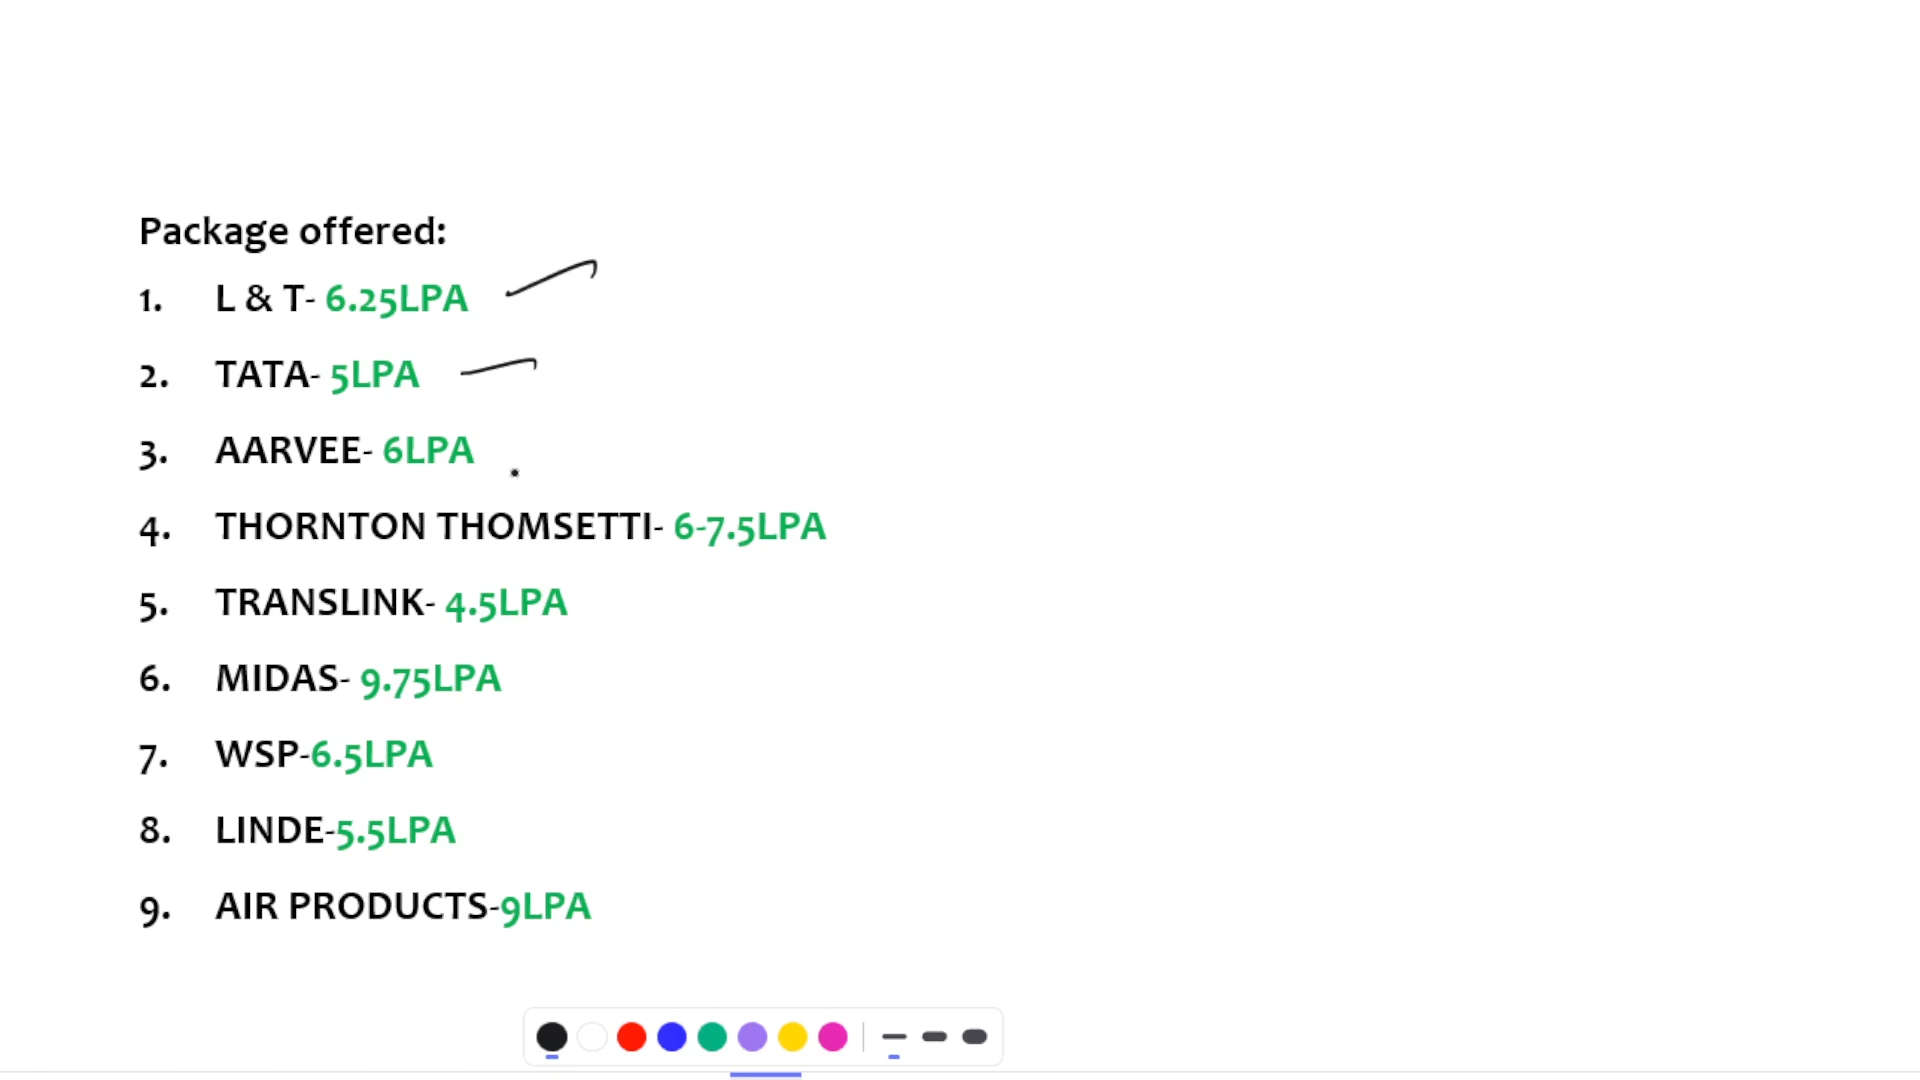 Package offered:
1. L & T- 6.25LPA
2. TATA- 5LPA
3. AARVEE- 6LPA
4. THORNTON THOMSETTI- 6-7.5LPA
5. TRANSLINK- 4.5LPA
6. MIDAS- 9.75LPA
7. WSP-6.5LPA
8. LINDE-5.5LPA
9. AIR PRODUCTS-9LPA